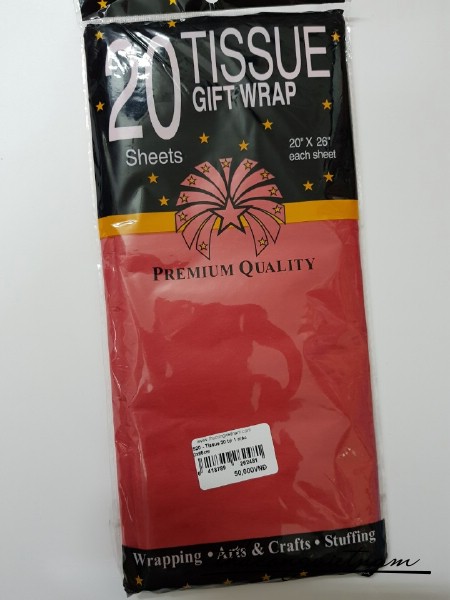 20
TISSUE
GIFT WRAP
Sheets
20" X 26"
each sheet
PREMIUM QUALITY
50,000VND
Wrapping • Arts & Crafts • Stuffing